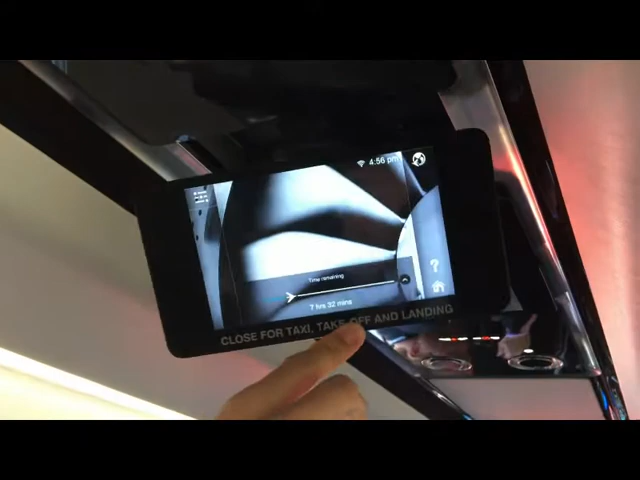 4:56 pm
Time remaining
7 hrs 32 mins
?
CLOSE FOR TAXI, TAKE-OFF AND LANDING